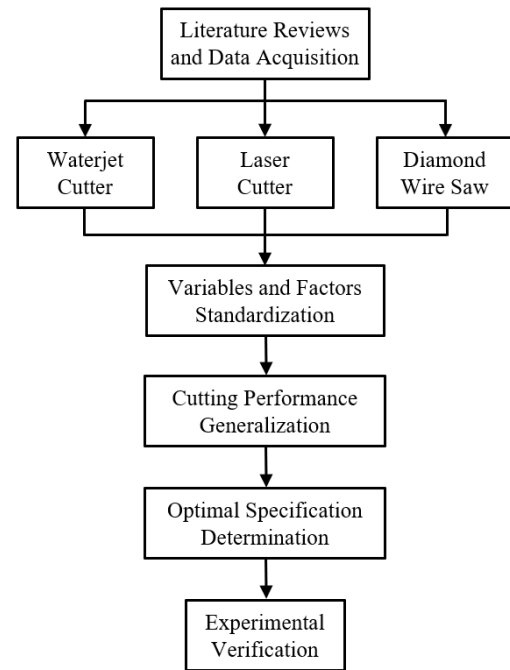 Literature Reviews
and Data Acquisition
Waterjet
Cutter
Laser
Cutter
Diamond
Wire Saw
Variables and Factors
Standardization
Cutting Performance
Generalization
Optimal Specification
Determination
Experimental
Verification